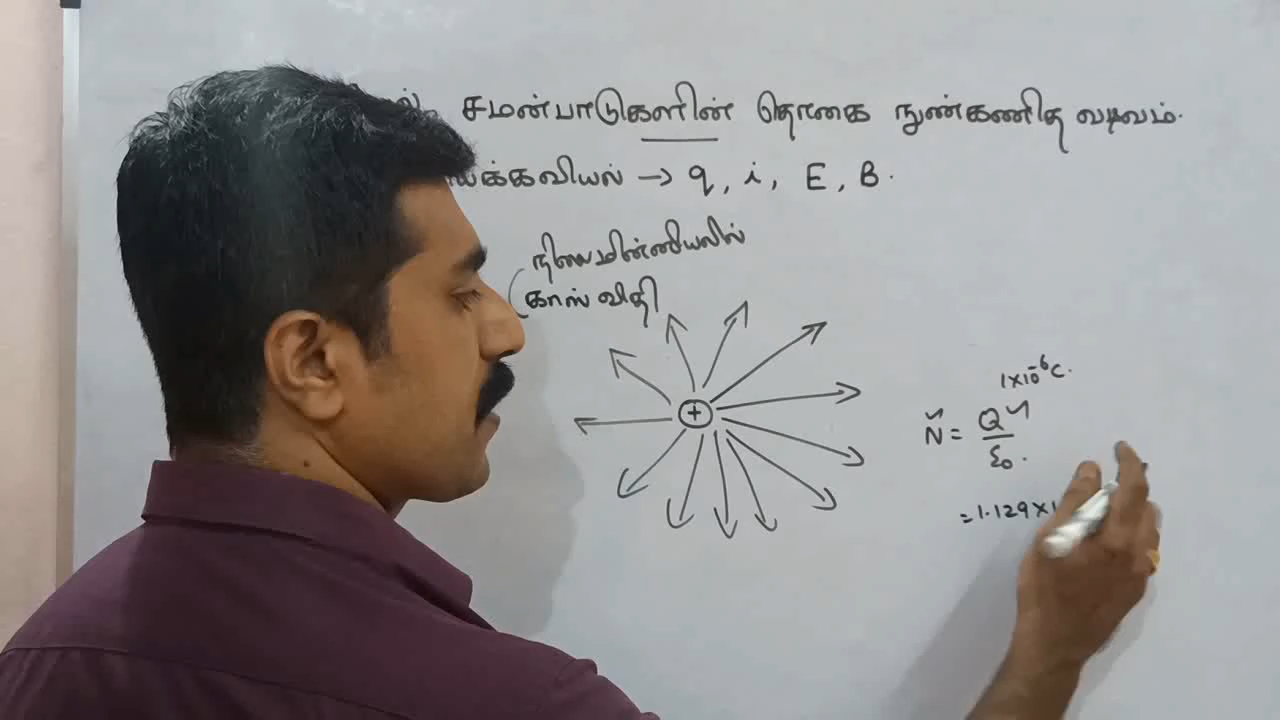 சமன்பாடுகளின் தொகை நுண்கணித வடிவம்.
யக்கவியல் → q, i, E, B.
நிலைமின்னியலில்
காஸ் விதி
+
1×10⁻⁶C.
N = Q/ε₀.
= 1.129×1